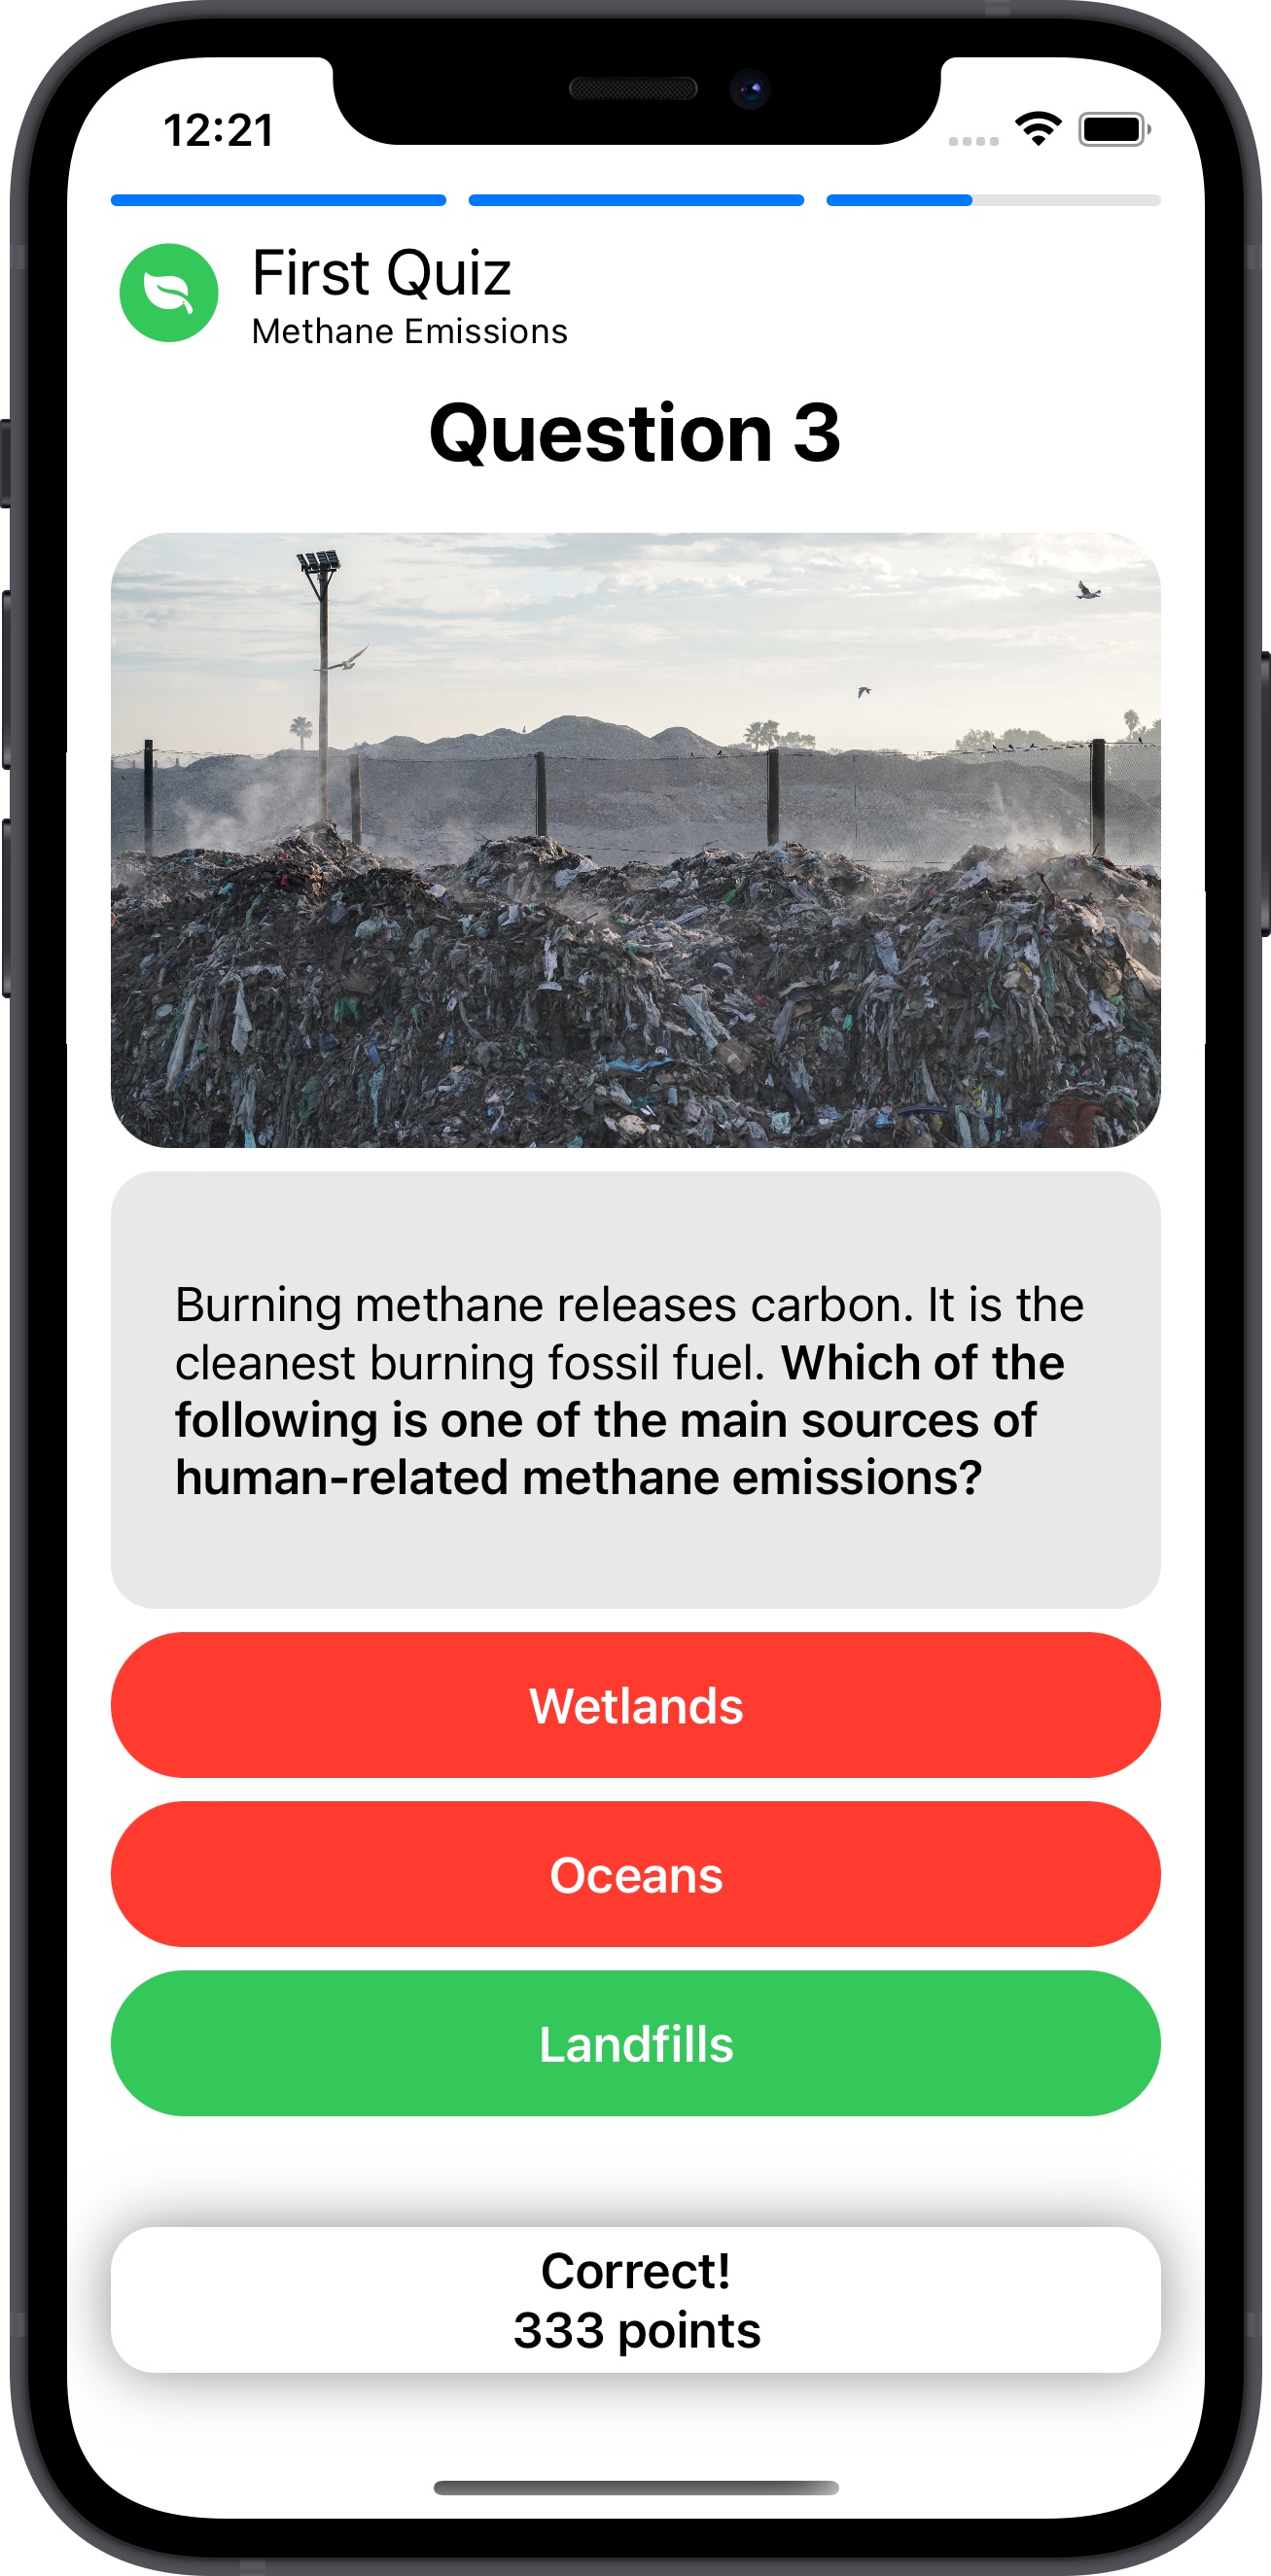 12:21
First Quiz
Methane Emissions
Question 3
Burning methane releases carbon. It is the
cleanest burning fossil fuel. Which of the
following is one of the main sources of
human-related methane emissions?
Wetlands
Oceans
Landfills
Correct!
333 points